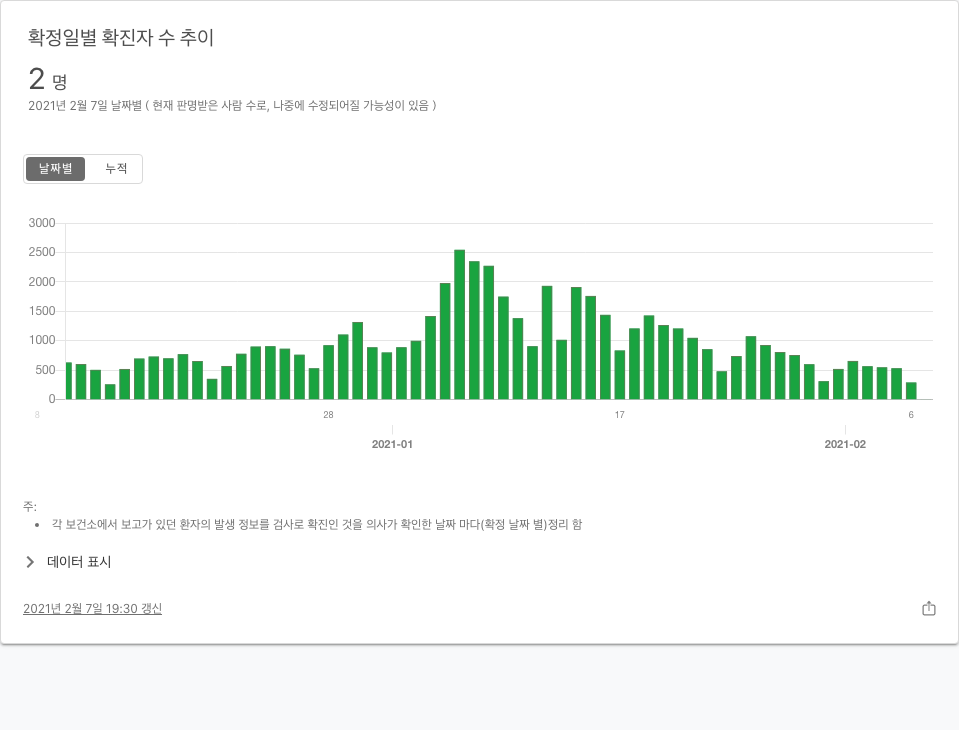 확정일별 확진자 수 추이
2 명
2021년 2월 7일 날짜별 ( 현재 판명받은 사람 수로, 나중에 수정되어질 가능성이 있음 )
날짜별 누적
3000
2500
2000
1500
1000
500
0
8 28 17 6
2021-01 2021-02
주:
• 각 보건소에서 보고가 있던 환자의 발생 정보를 검사로 확진인 것을 의사가 확인한 날짜 마다(확정 날짜 별)정리 함
데이터 표시
2021년 2월 7일 19:30 갱신